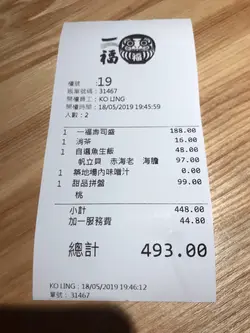 一福
福
檯號 :19
賬單號碼 : 31467
開檯員工 : KO LING
開檯時間 : 18/05/2019 19:45:59
人數 : 2
1 一福壽司盛 188.00
1 消茶 16.00
1 自選魚生飯 48.00
帆立貝 赤海老 海膽 97.00
1 築地場內味噌汁 0.00
1 甜品拼盤 99.00
桃
小計 448.00
加一服務費 44.80
總計 493.00
KO LING : 18/05/2019 19:46:12
單號 : 31467